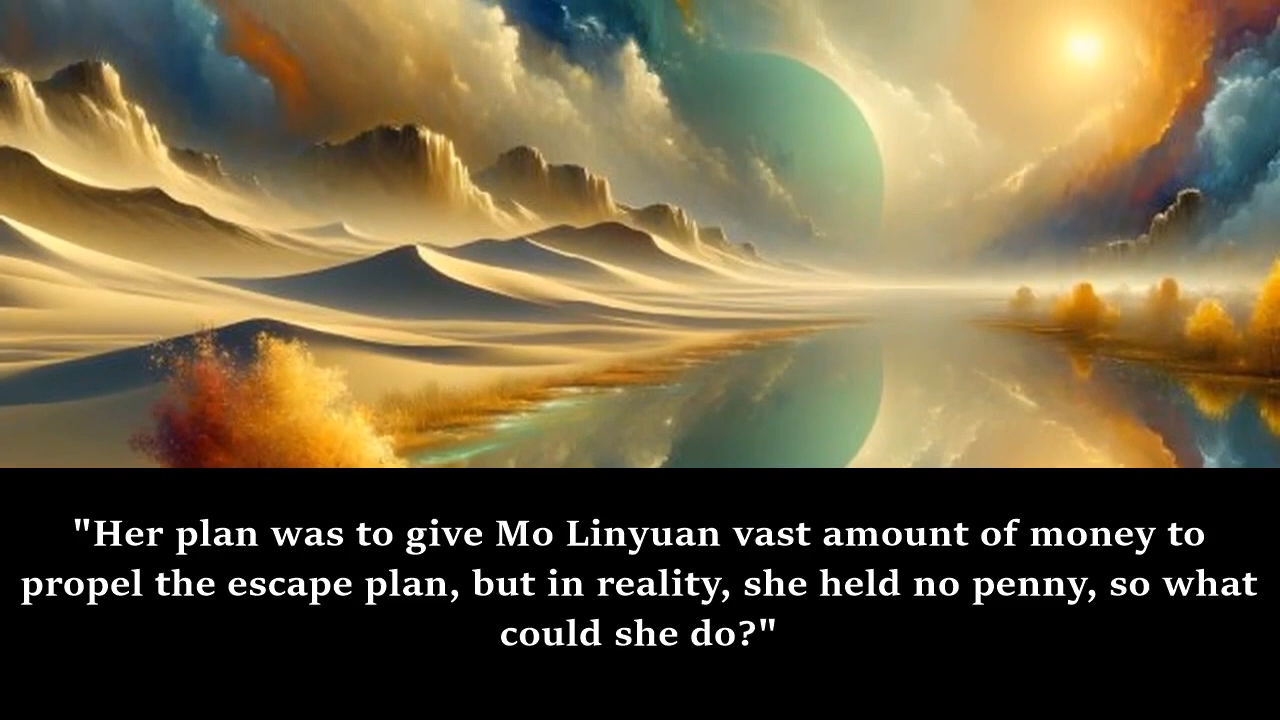 "Her plan was to give Mo Linyuan vast amount of money to
propel the escape plan, but in reality, she held no penny, so what
could she do?"